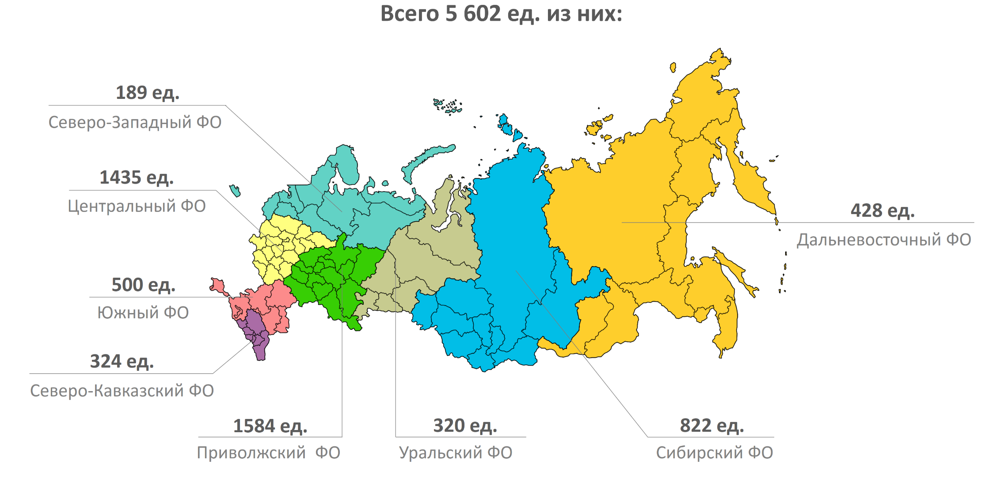 Всего 5 602 ед. из них:
189 ед.
Северо-Западный ФО
1435 ед.
Центральный ФО
428 ед.
Дальневосточный ФО
500 ед.
Южный ФО
324 ед.
Северо-Кавказский ФО
1584 ед.
Приволжский  ФО
320 ед.
Уральский ФО
822 ед.
Сибирский ФО